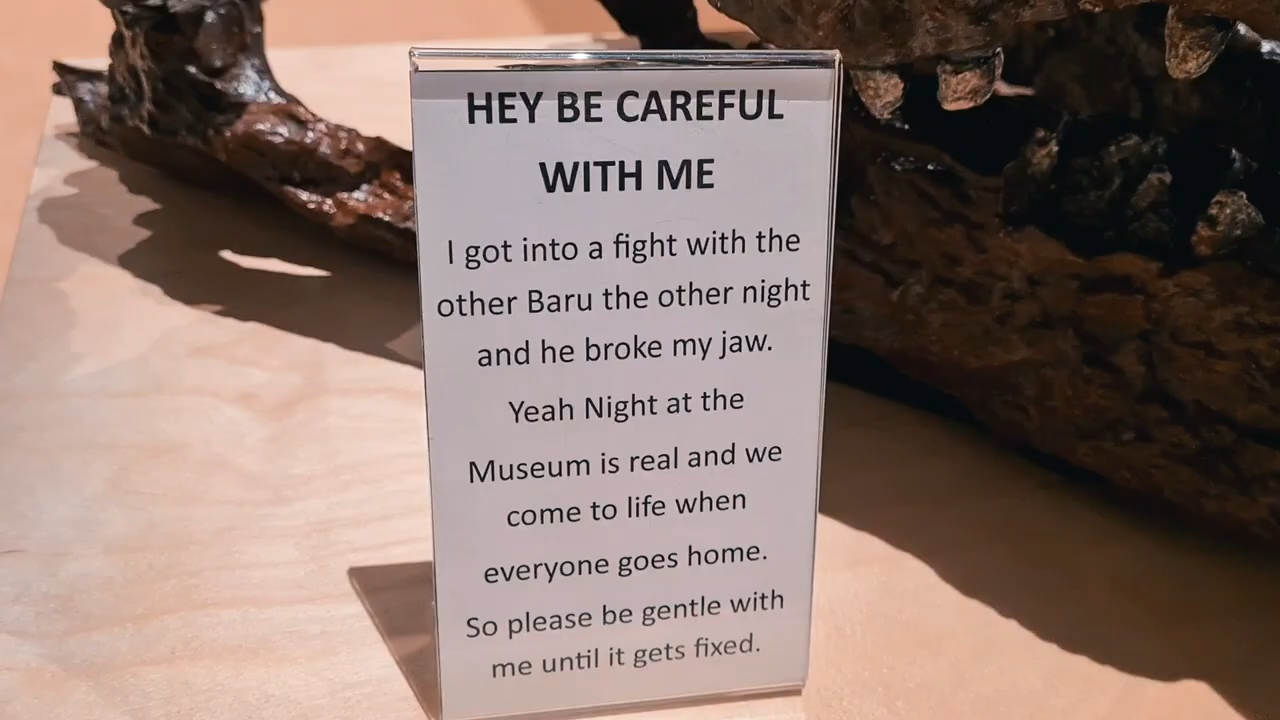 HEY BE CAREFUL
WITH ME
I got into a fight with the
other Baru the other night
and he broke my jaw.
Yeah Night at the
Museum is real and we
come to life when
everyone goes home.
So please be gentle with
me until it gets fixed.